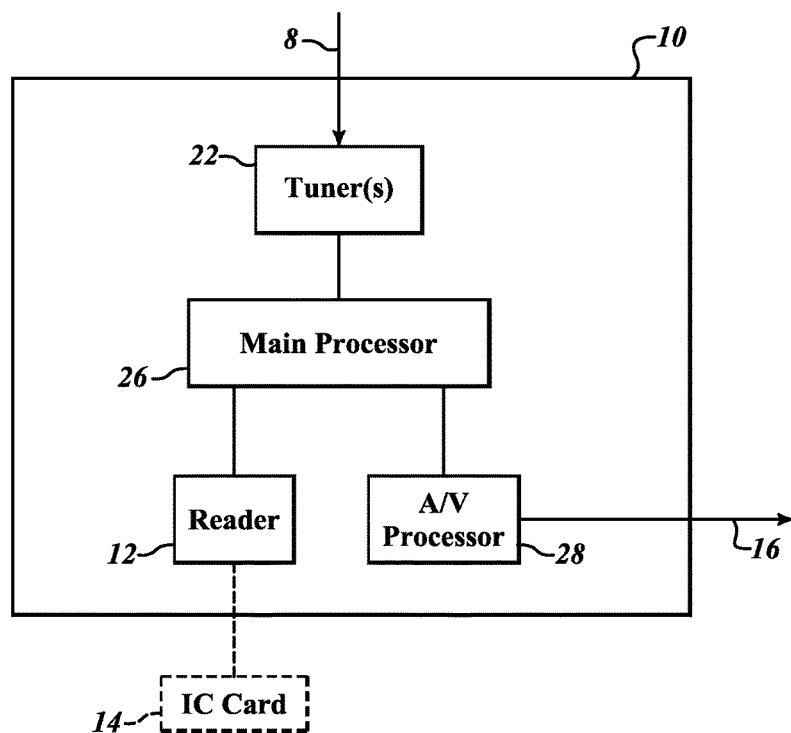 8
10
22
Tuner(s)
Main Processor
26
Reader
12
A/V
Processor
28
16
IC Card
14